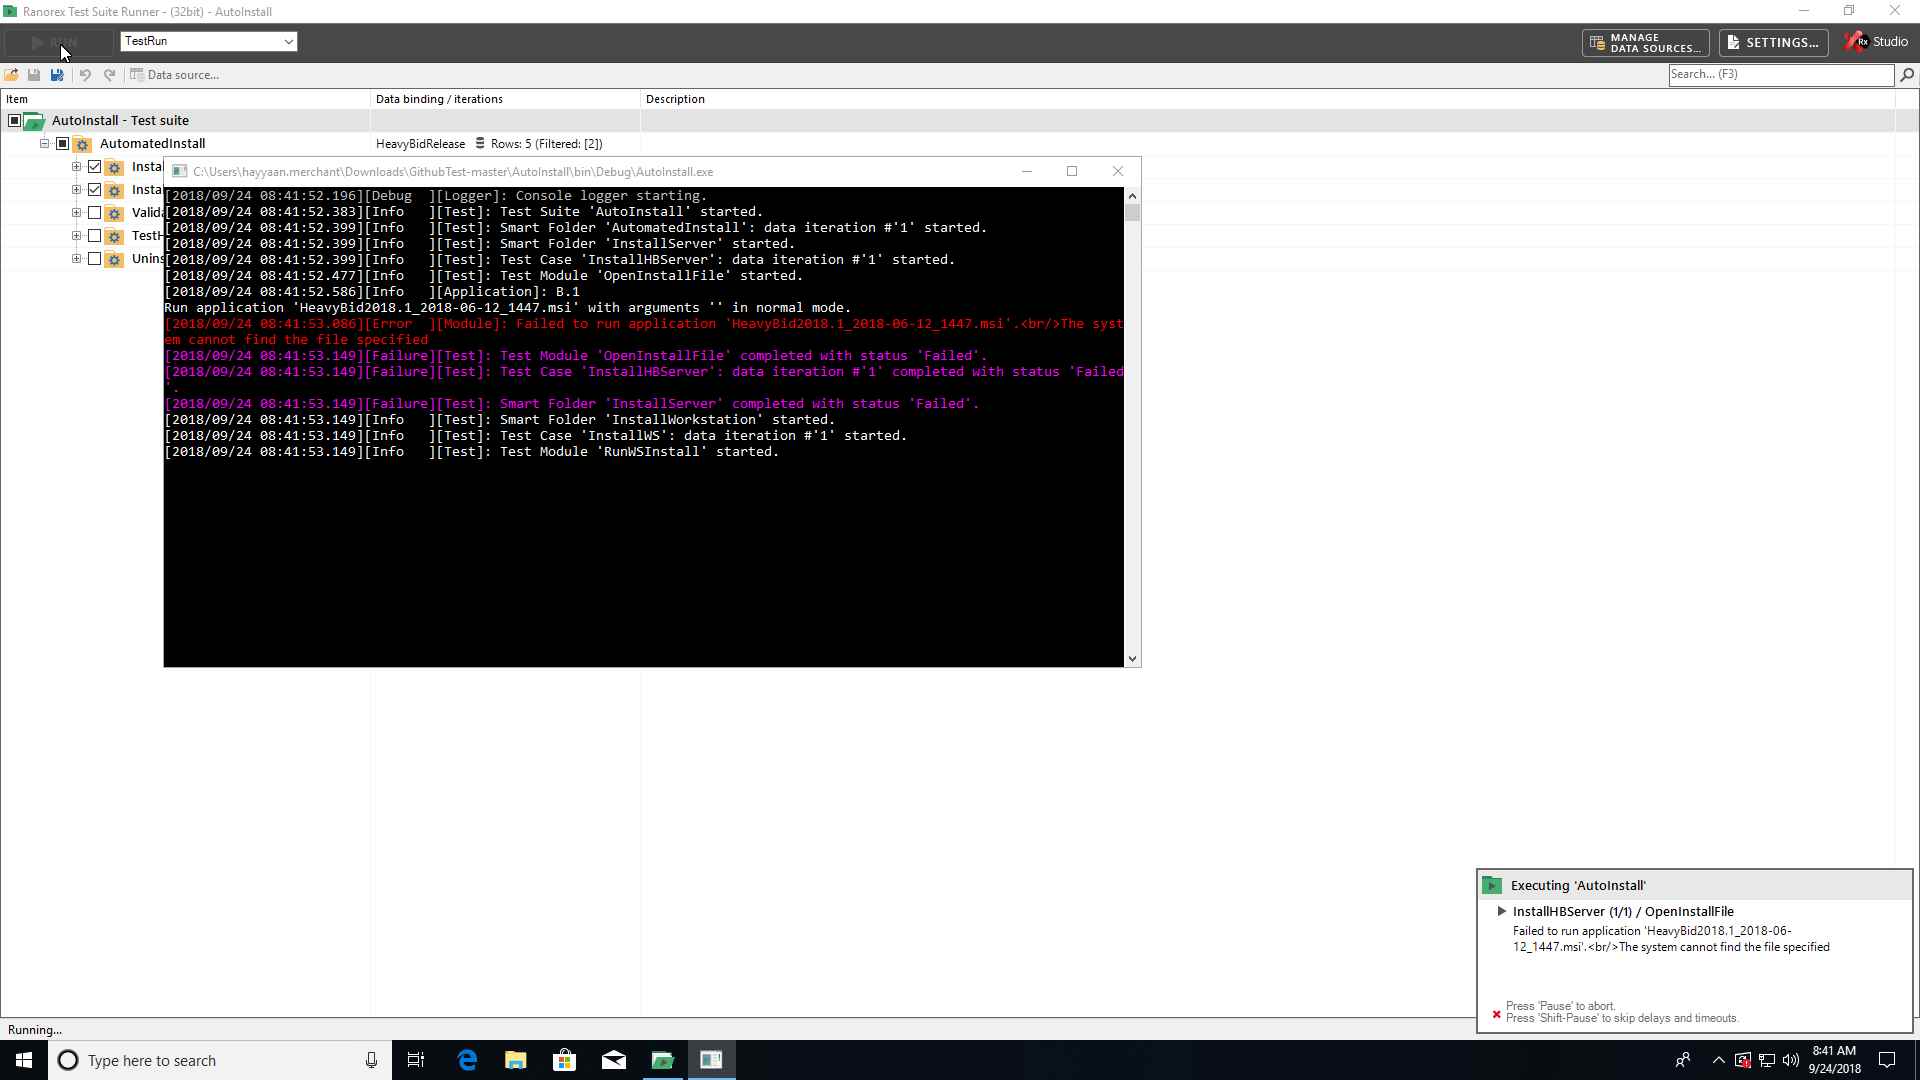 Ranorex Test Suite Runner - (32bit) - AutoInstall
RUN
TestRun
MANAGE
DATA SOURCES...
SETTINGS...
Rx Studio
Data source...
Search... (F3)
Item
Data binding / iterations
Description
AutoInstall - Test suite
AutomatedInstall
HeavyBidRelease
Rows: 5 (Filtered: [2])
Instal
Instal
Valida
TestH
Unins
C:\Users\hayyaan.merchant\Downloads\GithubTest-master\AutoInstall\bin\Debug\AutoInstall.exe
[2018/09/24 08:41:52.196][Debug  ][Logger]: Console logger starting.
[2018/09/24 08:41:52.383][Info   ][Test]: Test Suite 'AutoInstall' started.
[2018/09/24 08:41:52.399][Info   ][Test]: Smart Folder 'AutomatedInstall': data iteration #'1' started.
[2018/09/24 08:41:52.399][Info   ][Test]: Smart Folder 'InstallServer' started.
[2018/09/24 08:41:52.399][Info   ][Test]: Test Case 'InstallHBServer': data iteration #'1' started.
[2018/09/24 08:41:52.477][Info   ][Test]: Test Module 'OpenInstallFile' started.
[2018/09/24 08:41:52.586][Info   ][Application]: B.1
Run application 'HeavyBid2018.1_2018-06-12_1447.msi' with arguments '' in normal mode.
[2018/09/24 08:41:53.086][Error  ][Module]: Failed to run application 'HeavyBid2018.1_2018-06-12_1447.msi'.<br/>The syst
em cannot find the file specified
[2018/09/24 08:41:53.149][Failure][Test]: Test Module 'OpenInstallFile' completed with status 'Failed'.
[2018/09/24 08:41:53.149][Failure][Test]: Test Case 'InstallHBServer': data iteration #'1' completed with status 'Failed
'.
[2018/09/24 08:41:53.149][Failure][Test]: Smart Folder 'InstallServer' completed with status 'Failed'.
[2018/09/24 08:41:53.149][Info   ][Test]: Smart Folder 'InstallWorkstation' started.
[2018/09/24 08:41:53.149][Info   ][Test]: Test Case 'InstallWS': data iteration #'1' started.
[2018/09/24 08:41:53.149][Info   ][Test]: Test Module 'RunWSInstall' started.
Executing 'AutoInstall'
InstallHBServer (1/1) / OpenInstallFile
Failed to run application 'HeavyBid2018.1_2018-06-
12_1447.msi'.<br/>The system cannot find the file specified
Press 'Pause' to abort.
Press 'Shift-Pause' to skip delays and timeouts.
Running...
Type here to search
8:41 AM
9/24/2018